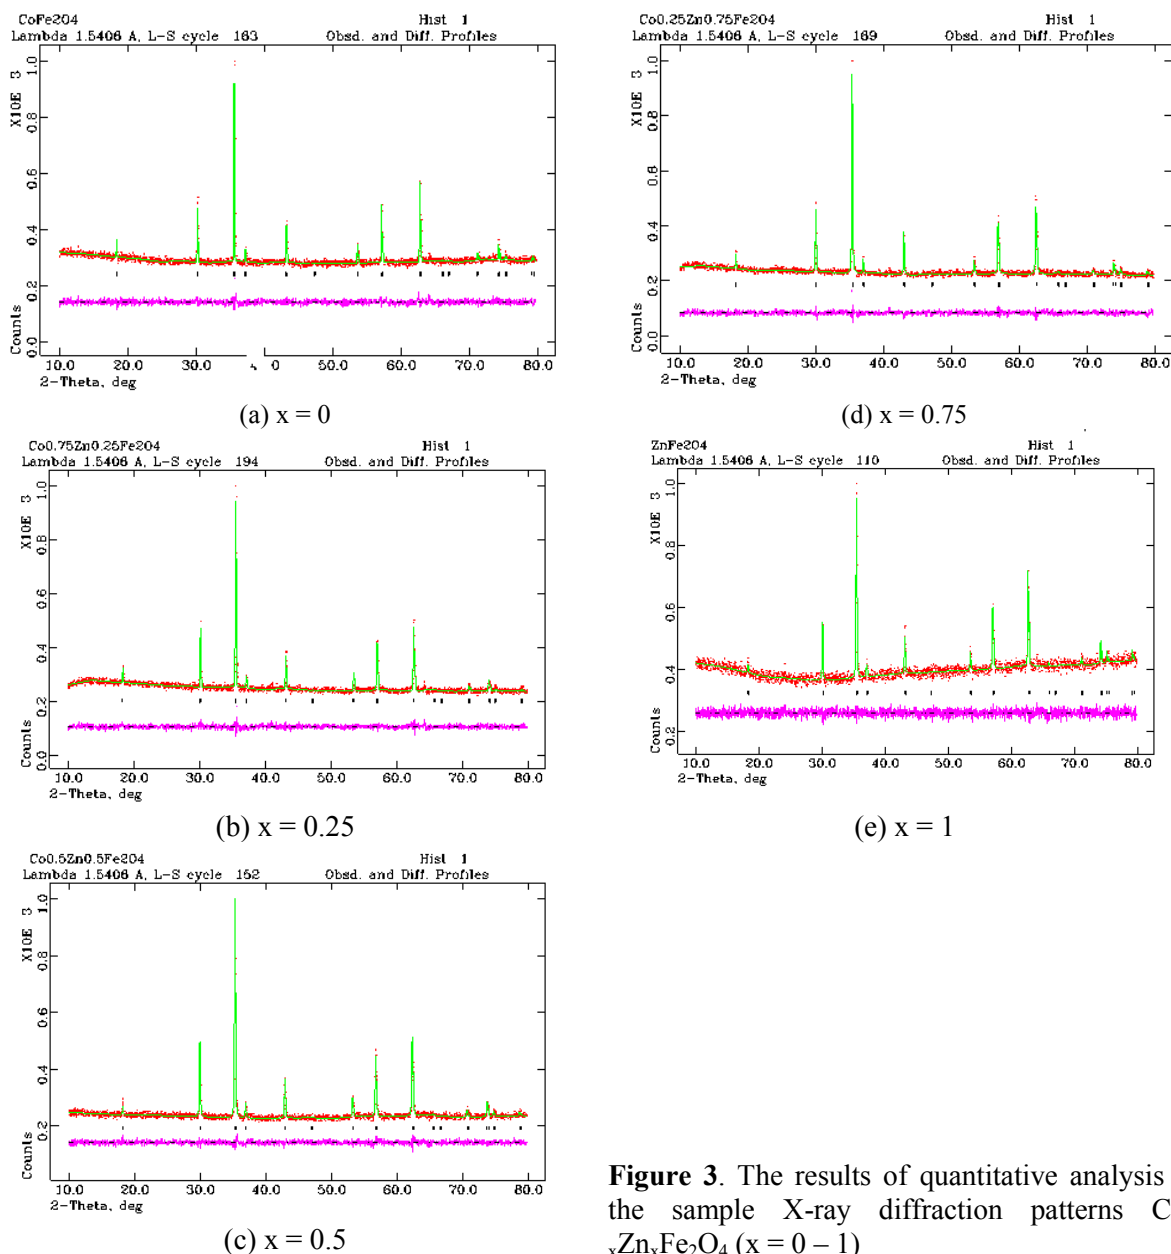 CoFe2O4 Hist 1
Lambda 1.5406 A, L-S cycle 163 Obsd. and Diff. Profiles
X10E 3
Counts
0.0 0.2 0.4 0.6 0.8 1.0
10.0 20.0 30.0 0 50.0 60.0 70.0 80.0
2-Theta, deg
(a) x = 0
Co0.75Zn0.25Fe2O4 Hist 1
Lambda 1.5406 A, L-S cycle 194 Obsd. and Diff. Profiles
X10E 3
Counts
0.0 0.2 0.4 0.6 0.8 1.0
10.0 20.0 30.0 40.0 50.0 60.0 70.0 80.0
2-Theta, deg
(b) x = 0.25
Co0.5Zn0.5Fe2O4 Hist 1
Lambda 1.5406 A, L-S cycle 152 Obsd. and Diff. Profiles
X10E 3
Counts
0.2 0.4 0.6 0.8 1.0
10.0 20.0 30.0 40.0 50.0 60.0 70.0 80.0
2-Theta, deg
(c) x = 0.5
Co0.25Zn0.75Fe2O4 Hist 1
Lambda 1.5406 A, L-S cycle 169 Obsd. and Diff. Profiles
X10E 3
Counts
0.0 0.2 0.4 0.6 0.8 1.0
10.0 20.0 30.0 40.0 50.0 60.0 70.0 80.0
2-Theta, deg
(d) x = 0.75
ZnFe2O4 Hist 1
Lambda 1.5406 A, L-S cycle 110 Obsd. and Diff. Profiles
X10E 3
Counts
0.2 0.4 0.6 0.8 1.0
10.0 20.0 30.0 40.0 50.0 60.0 70.0 80.0
2-Theta, deg
(e) x = 1
Figure 3. The results of quantitative analysis
the sample X-ray diffraction patterns C
xZnxFe2O4 (x = 0 – 1)